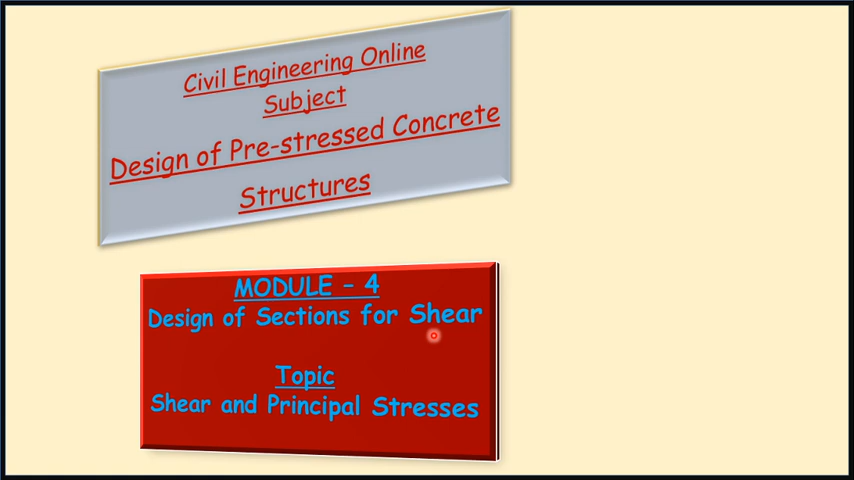 Civil Engineering Online
Subject
Design of Pre-stressed Concrete
Structures
MODULE - 4
Design of Sections for Shear
Topic
Shear and Principal Stresses